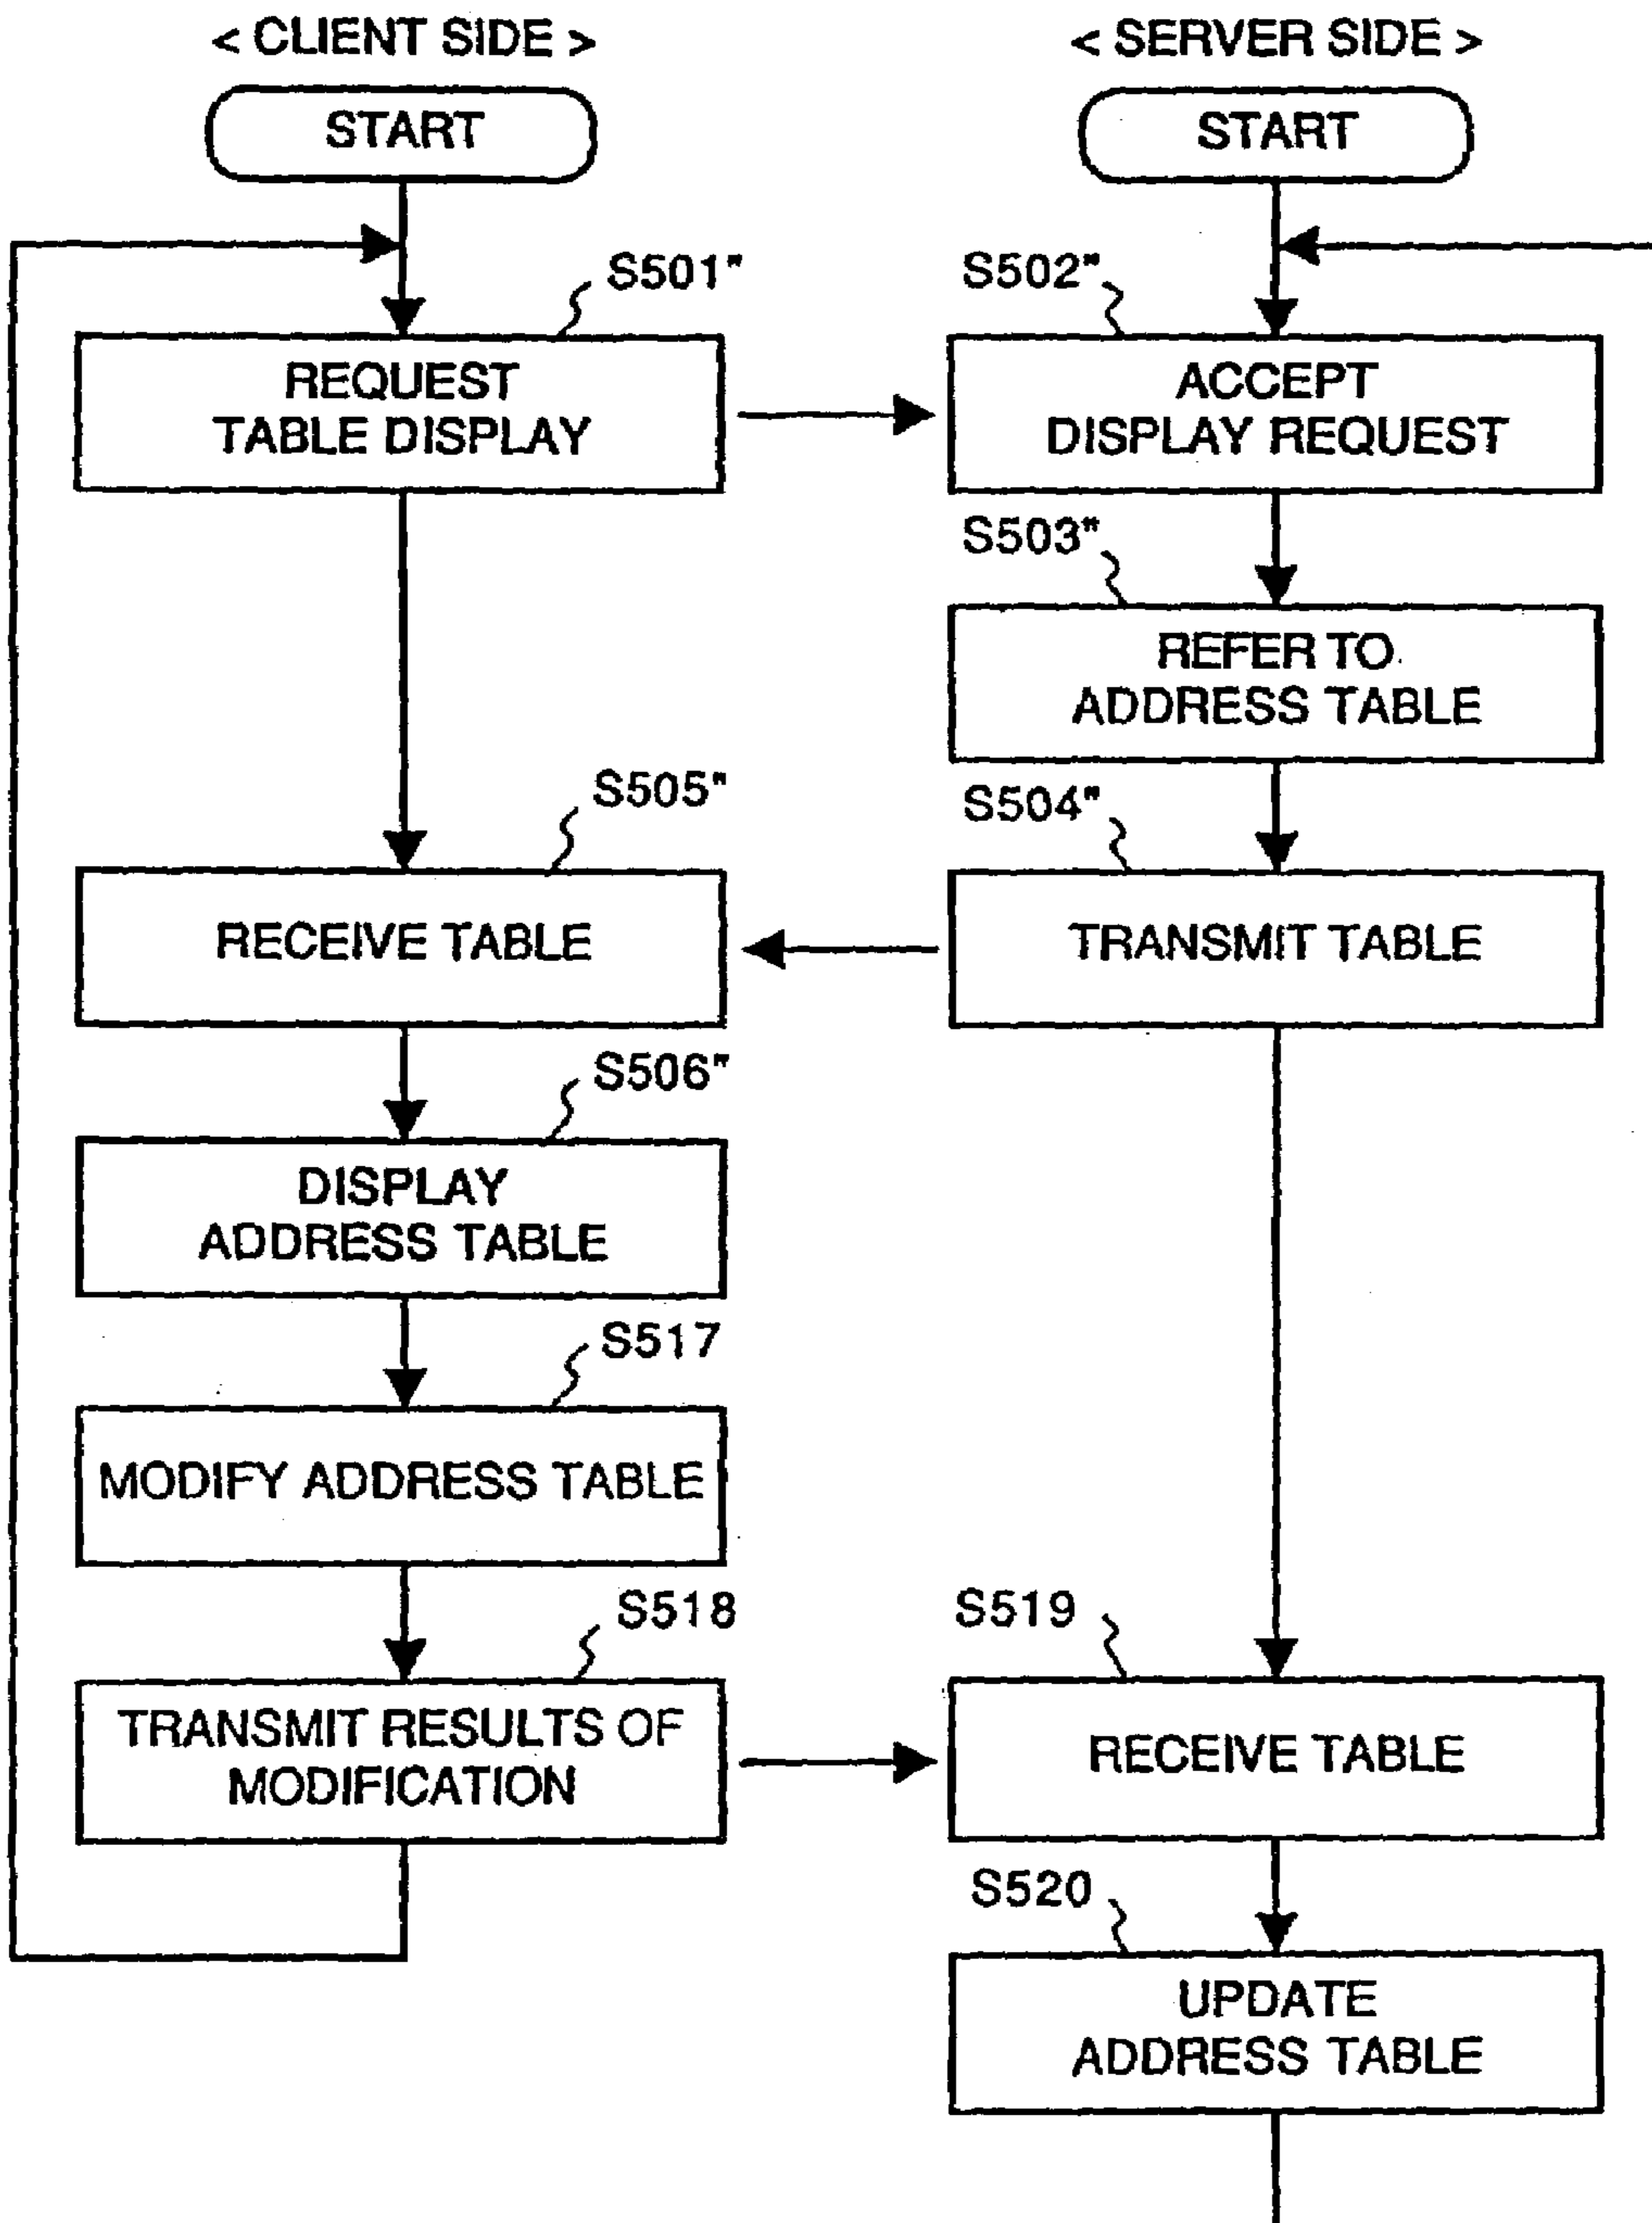 < CLIENT SIDE >
< SERVER SIDE >
START
START
S501"
S502"
REQUEST
TABLE DISPLAY
ACCEPT
DISPLAY REQUEST
S503"
REFER TO
ADDRESS TABLE
S505"
S504"
RECEIVE TABLE
TRANSMIT TABLE
S506"
DISPLAY
ADDRESS TABLE
S517
MODIFY ADDRESS TABLE
S518
S519
TRANSMIT RESULTS OF
MODIFICATION
RECEIVE TABLE
S520
UPDATE
ADDRESS TABLE